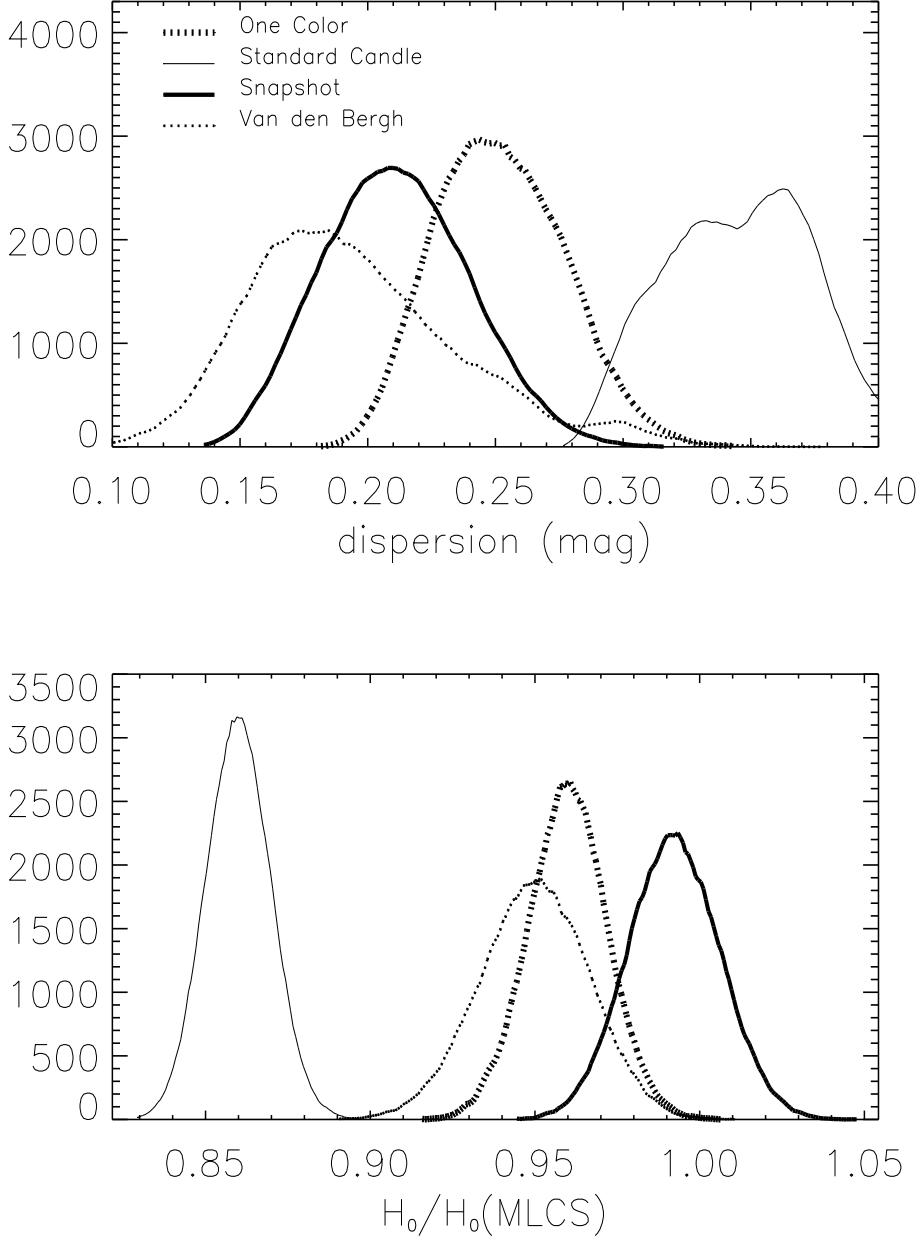 4000
3000
2000
1000
0
One Color
Standard Candle
Snapshot
Van den Bergh
0.10 0.15 0.20 0.25 0.30 0.35 0.40
dispersion (mag)
3500
3000
2500
2000
1500
1000
500
0
0.85 0.90 0.95 1.00 1.05
H₀/H₀(MLCS)